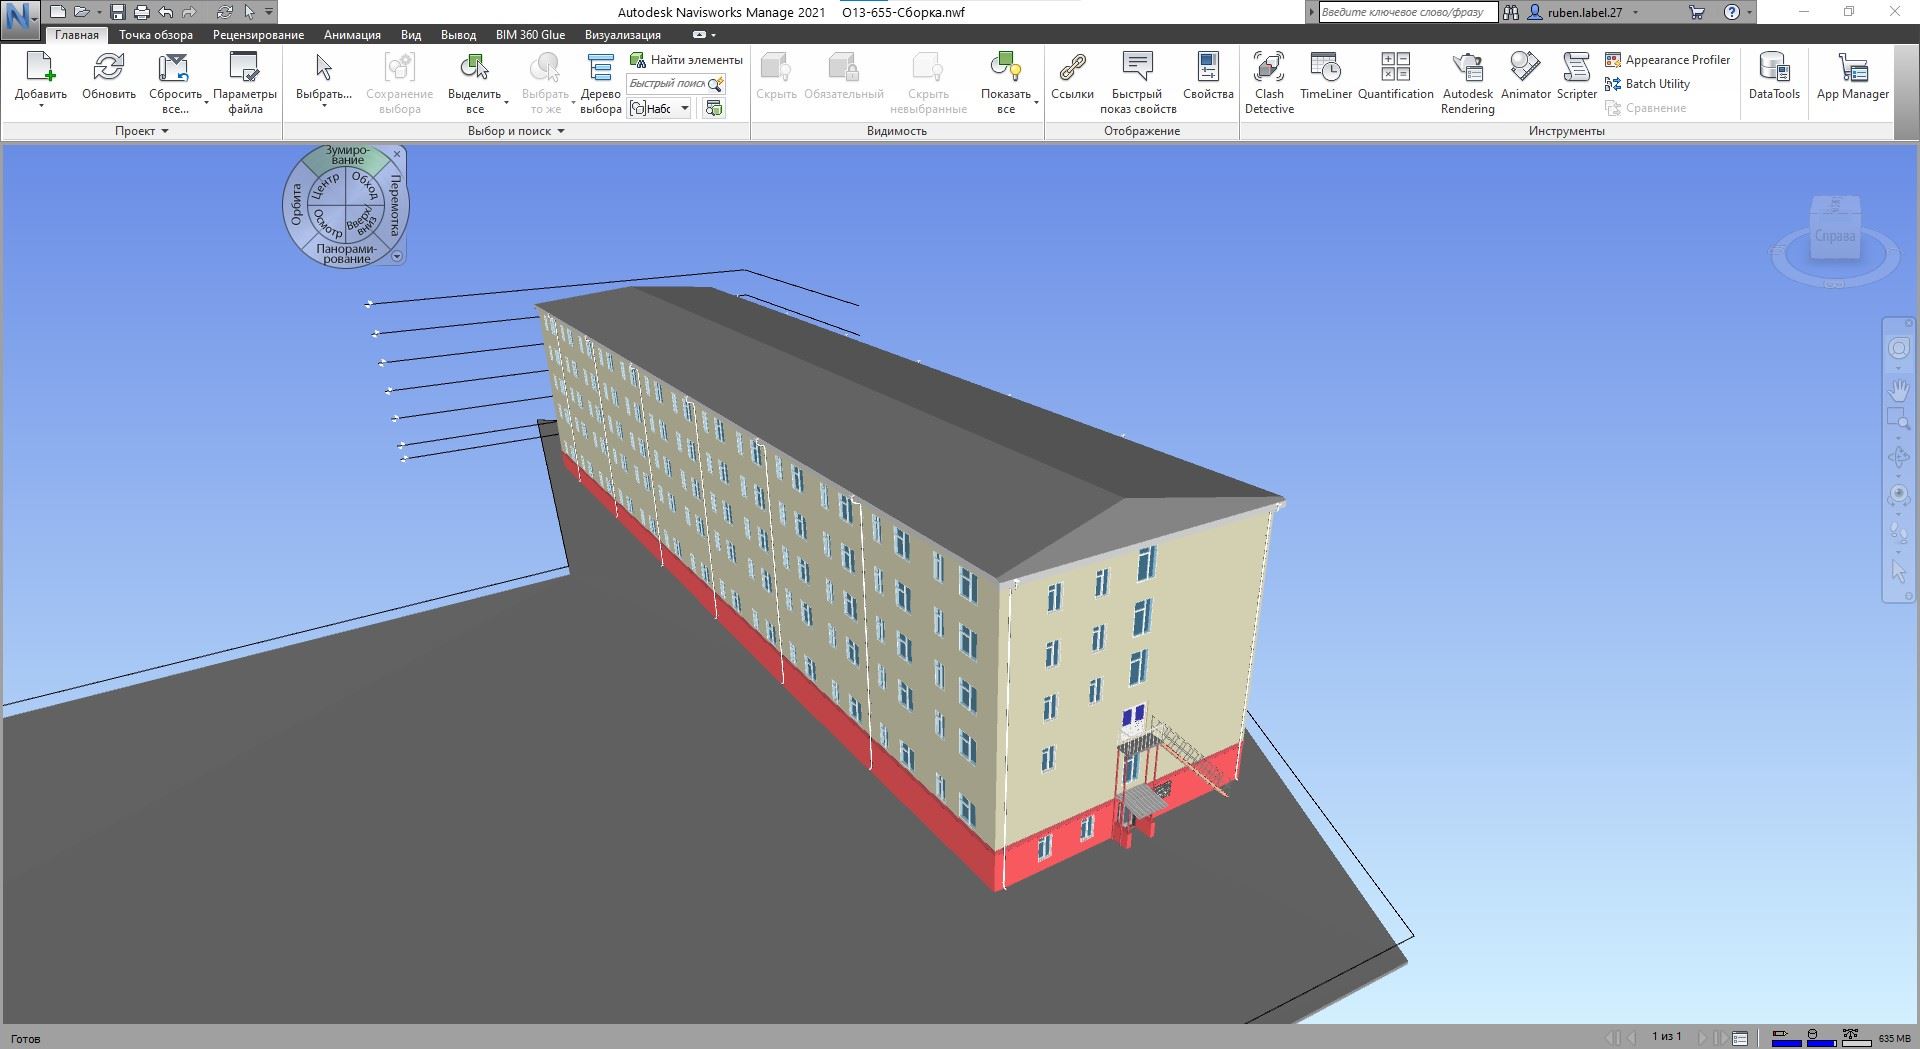 Autodesk Navisworks Manage 2021 О13-655-Сборка.nwf
Введите ключевое слово/фразу
ruben.label.27
Главная Точка обзора Рецензирование Анимация Вид Вывод BIM 360 Glue Визуализация
Добавить
Обновить
Сбросить
все...
Параметры
файла
Проект
Выбрать...
Сохранение
выбора
Выделить
все
Выбрать
то же
Дерево
выбора
Найти элементы
Быстрый поиск
Набс
Выбор и поиск
Скрыть
Обязательный
Скрыть
невыбранные
Показать
все
Видимость
Ссылки
Быстрый
показ свойств
Свойства
Отображение
Clash
Detective
TimeLiner
Quantification
Autodesk
Rendering
Animator
Scripter
Appearance Profiler
Batch Utility
Сравнение
Инструменты
DataTools
App Manager
Зумиро-
вание
Орбита
Центр
Обход
Перемотка
Осмотр
Вверх/
вниз
Панорами-
рование
Справа
Готов
1 из 1
635 MB